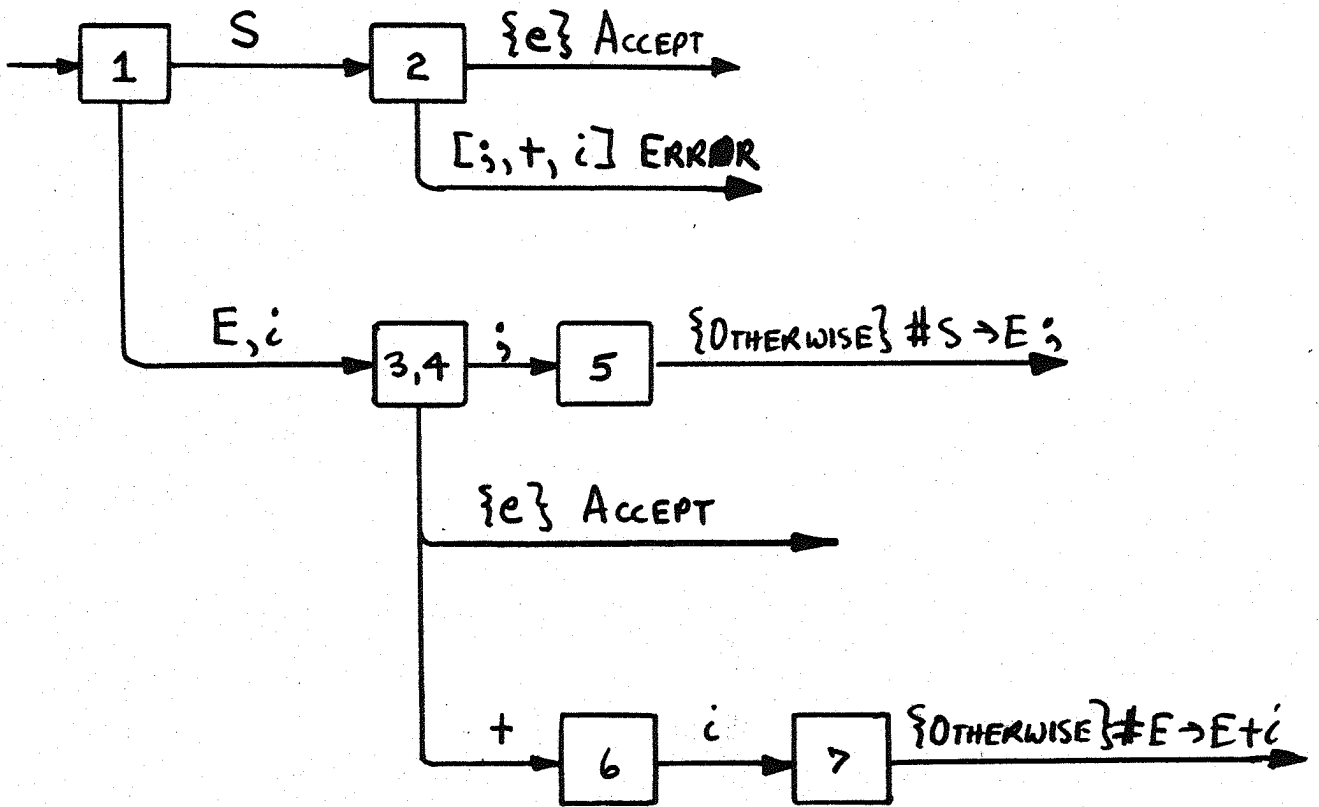 1 S 2 {e} ACCEPT
[;,+,i] ERROR
E,i 3,4 ; 5 {OTHERWISE} #S→E;
{e} ACCEPT
+ 6 i 7 {OTHERWISE}#E→E+i